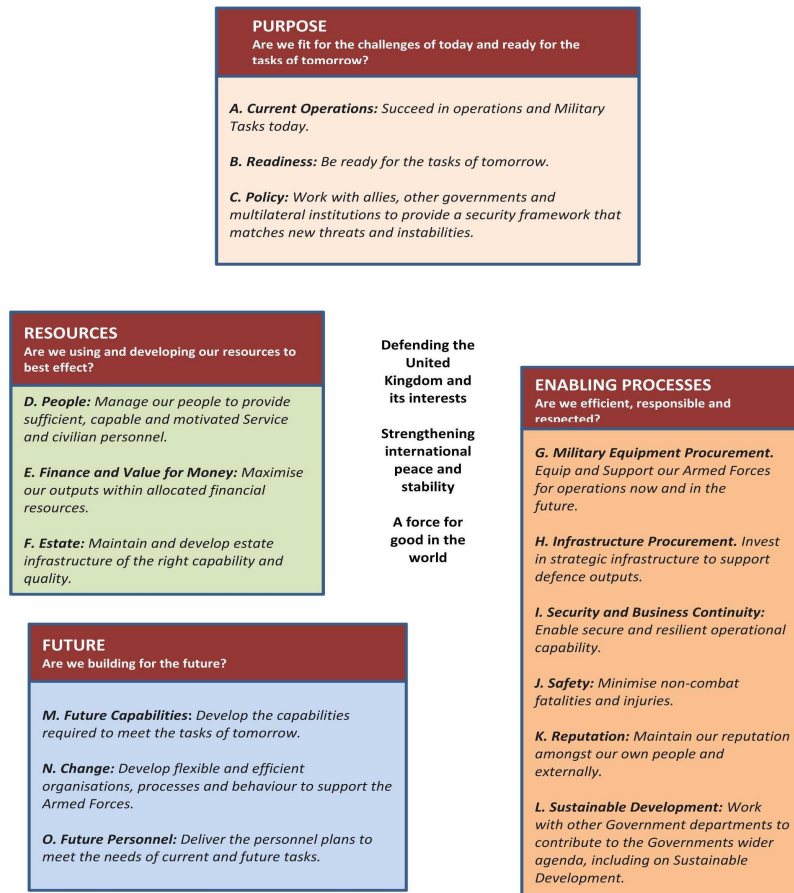 PURPOSE
Are we fit for the challenges of today and ready for the
tasks of tomorrow?
A. Current Operations: Succeed in operations and Military
Tasks today.
B. Readiness: Be ready for the tasks of tomorrow.
C. Policy: Work with allies, other governments and
multilateral institutions to provide a security framework that
matches new threats and instabilities.
RESOURCES
Are we using and developing our resources to
best effect?
D. People: Manage our people to provide
sufficient, capable and motivated Service
and civilian personnel.
E. Finance and Value for Money: Maximise
our outputs within allocated financial
resources.
F. Estate: Maintain and develop estate
infrastructure of the right capability and
quality.
Defending the
United
Kingdom and
its interests
Strengthening
international
peace and
stability
A force for
good in the
world
ENABLING PROCESSES
Are we efficient, responsible and
respected?
G. Military Equipment Procurement.
Equip and Support our Armed Forces
for operations now and in the
future.
H. Infrastructure Procurement. Invest
in strategic infrastructure to support
defence outputs.
I. Security and Business Continuity:
Enable secure and resilient operational
capability.
J. Safety: Minimise non-combat
fatalities and injuries.
K. Reputation: Maintain our reputation
amongst our own people and
externally.
L. Sustainable Development: Work
with other Government departments to
contribute to the Governments wider
agenda, including on Sustainable
Development.
FUTURE
Are we building for the future?
M. Future Capabilities: Develop the capabilities
required to meet the tasks of tomorrow.
N. Change: Develop flexible and efficient
organisations, processes and behaviour to support the
Armed Forces.
O. Future Personnel: Deliver the personnel plans to
meet the needs of current and future tasks.